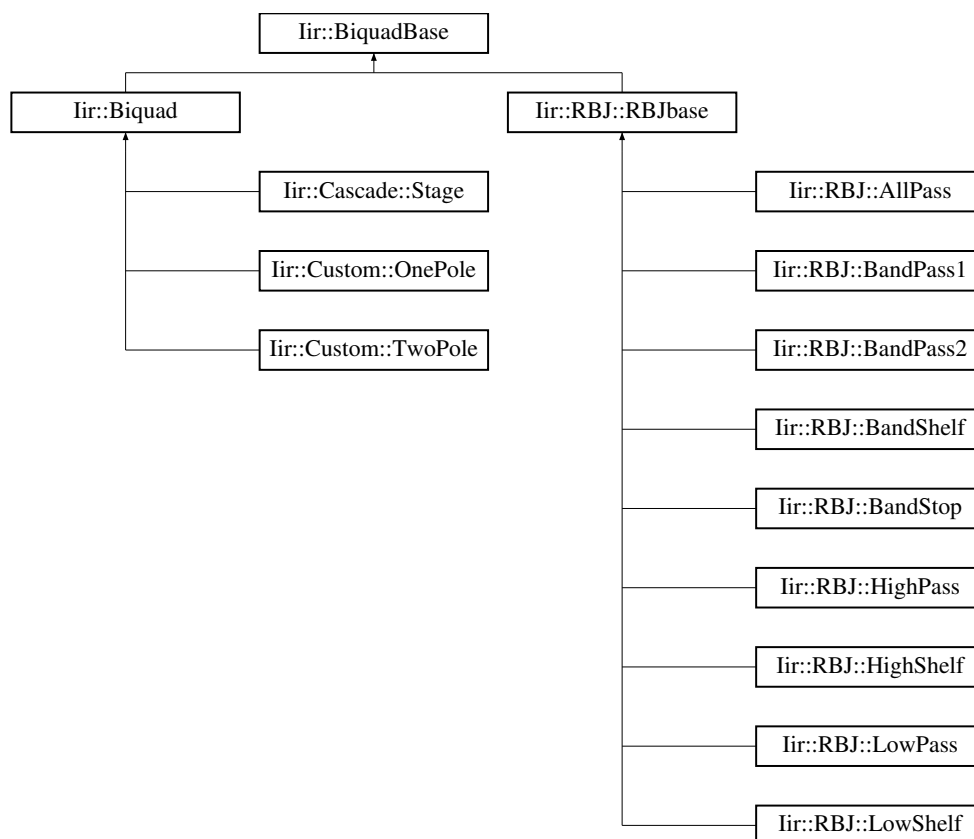 Iir::BiquadBase
Iir::Biquad
Iir::RBJ::RBJbase
Iir::Cascade::Stage
Iir::RBJ::AllPass
Iir::Custom::OnePole
Iir::RBJ::BandPass1
Iir::Custom::TwoPole
Iir::RBJ::BandPass2
Iir::RBJ::BandShelf
Iir::RBJ::BandStop
Iir::RBJ::HighPass
Iir::RBJ::HighShelf
Iir::RBJ::LowPass
Iir::RBJ::LowShelf